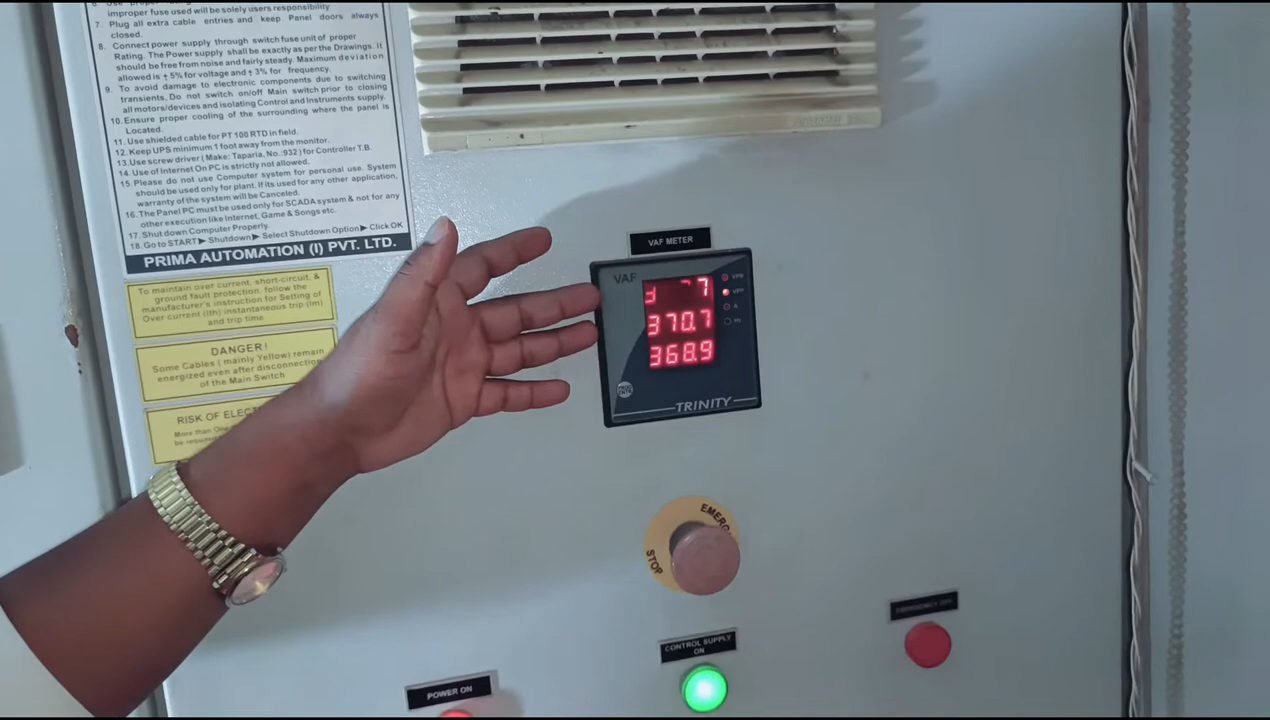 improper fuse used will be solely users responsibility
7. Plug all extra cable entries and keep Panel doors always
closed.
8. Connect power supply through switch fuse unit of proper
Rating. The Power supply shall be exactly as per the Drawings. It
should be free from noise and fairly steady. Maximum deviation
allowed is ± 5% for voltage and ± 3% for frequency.
9. To avoid damage to electronic components due to switching
transients, Do not switch on/off Main switch prior to closing
all motors/devices and isolating Control and Instruments supply.
10. Ensure proper cooling of the surrounding where the panel is
Located.
11. Use shielded cable for PT 100 RTD in field.
12. Keep UPS minimum 1 foot away from the monitor.
13. Use screw driver ( Make: Taparia, No.:932 ) for Controller T.B.
14. Use of Internet On PC is strictly not allowed.
15. Please do not use Computer system for personal use. System
should be used only for plant. If its used for any other application,
warranty of the system will be Canceled.
16. The Panel PC must be used only for SCADA system & not for any
other execution like Internet, Game & Songs etc.
17. Shut down Computer Properly.
18. Go to START► Shutdown► Select Shutdown Option► Click OK
PRIMA AUTOMATION (I) PVT. LTD.
To maintain over current, short-circuit, &
ground fault protection, follow the
manufacturer's instruction for Setting of
Over current (Ith) instantaneous trip (Im)
and trip time
DANGER!
Some Cables ( mainly Yellow) remain
energized even after disconnection
of the Main Switch
RISK OF ELEC
More than One
be
VAF METER
VAF
7
370.7
368.9
TRINITY
EMERG
STOP
CONTROL SUPPLY
ON
EMERGENCY OFF
POWER ON